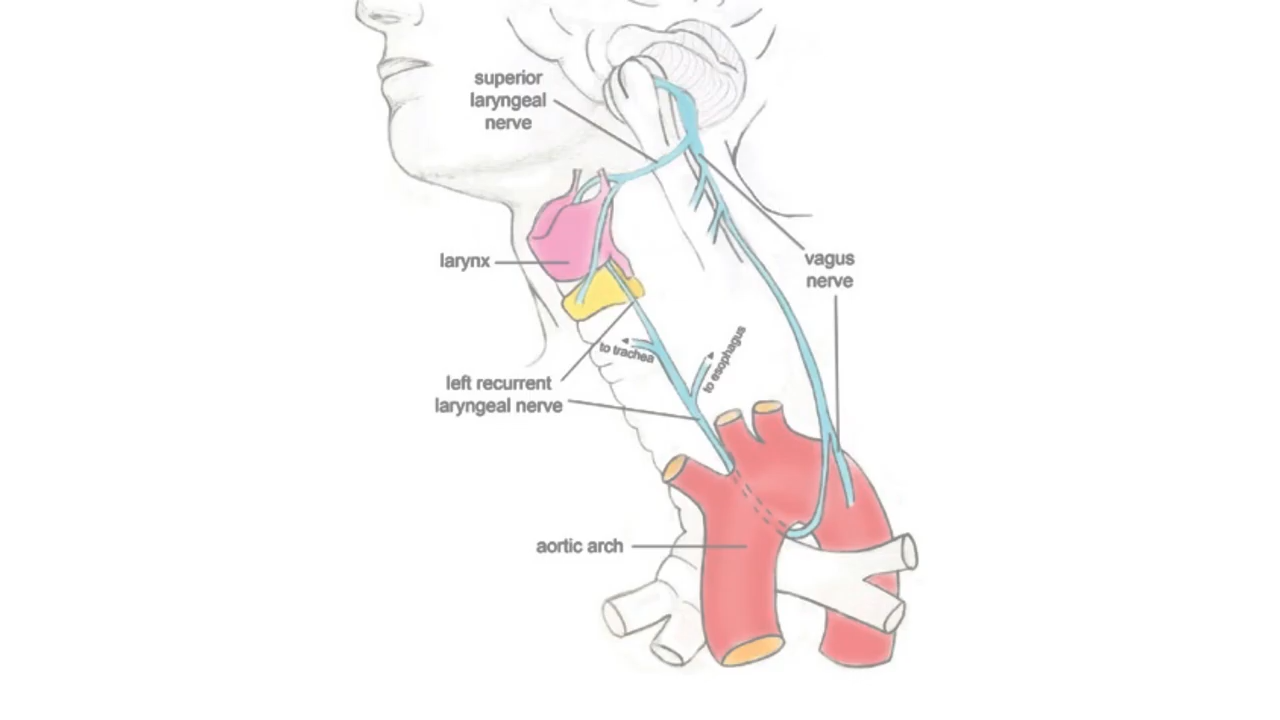 superior
laryngeal
nerve
larynx
vagus
nerve
to trachea
to esophagus
left recurrent
laryngeal nerve
aortic arch